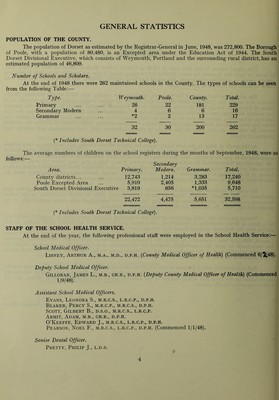 GENERAL STATISTICS
POPULATION OF THE COUNTY.
The population of Dorset as estimated by the Registrar-General in June, 1948, was 272,800. The Borough
of Poole, with a population of 80,480, is an Excepted area under the Education Act of 1944. The South
Dorset Divisional Executive, which consists of Weymouth, Portland and the surrounding rural district, has an
estimated population of 46,808.
Number of Schools and Scholars.
At the end of 1948 there were 262 maintained schools in the County. The types of schools can be seen
from the following Table:—
Type. Weymouth. Poole. County. Total.
Primary 26 22 181 229
Secondary Modern 4 6 6 16
Grammar *2 2 13 17
32 30 200 262
(* Includes South Dorset Technical College).
The average numbers of children on the school registers during the months of September, 1948, were as
follows:—
Secondary
Area. Primary. Modern. Grammar. Total.
County districts 12,743 1,214 3,283 17,240
Poole Excepted Area 5,910 2,405 1,333 9,648
South Dorset Divisional Executive 3,819 856 *1,035 5,710
22,472 4,475 5,651 32,598
(* Includes South Dorset Technical College).
STAFF OF THE SCHOOL HEALTH SERVICE.
At the end of the year, the following professional staff were employed in the School Health Service:—
School Medical Officer.
LISNEY, ARTHUR A., M.A., M.D., D.P.H. (County Medical Officer of Health) (Commenced
Deputy School Medical Officer.
GILLORAN, JAMES L., M.B., CH.B., D.P.H. (Deputy County Medical Officer of Health) (Commenced
1/9/48).
Assistant School Medical Officers.
EVANS, LEONORA S., M.R.C.S., L.R.C.P., D.P.H.
BLAKER, PERCY S., M.R.C.P., M.R.C.S., D.P.H.
SCOTT, GILBERT B., D.S.O., M.R.C.S., L.R.C.P.
ARMIT, ADAM, M.B., CH.B., D.P.H.
O'KEEFFE, EDWARD J., M.R.C.S., L.R.C.P., D.P.H.
PEARSON, NOEL F., M.R.C.S., L.R.C.P., D.P.H. (Commenced 1/1/48).
Senior Dental Officer.
PRETTY, PHILIP J., L.D.S.
4